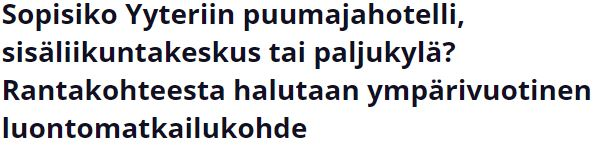 Sopisiko Yyteriin puumajahotelli,
sisäliikuntakeskus tai paljukylä?
Rantakohteesta halutaan ympärivuotinen
luontomatkailukohde